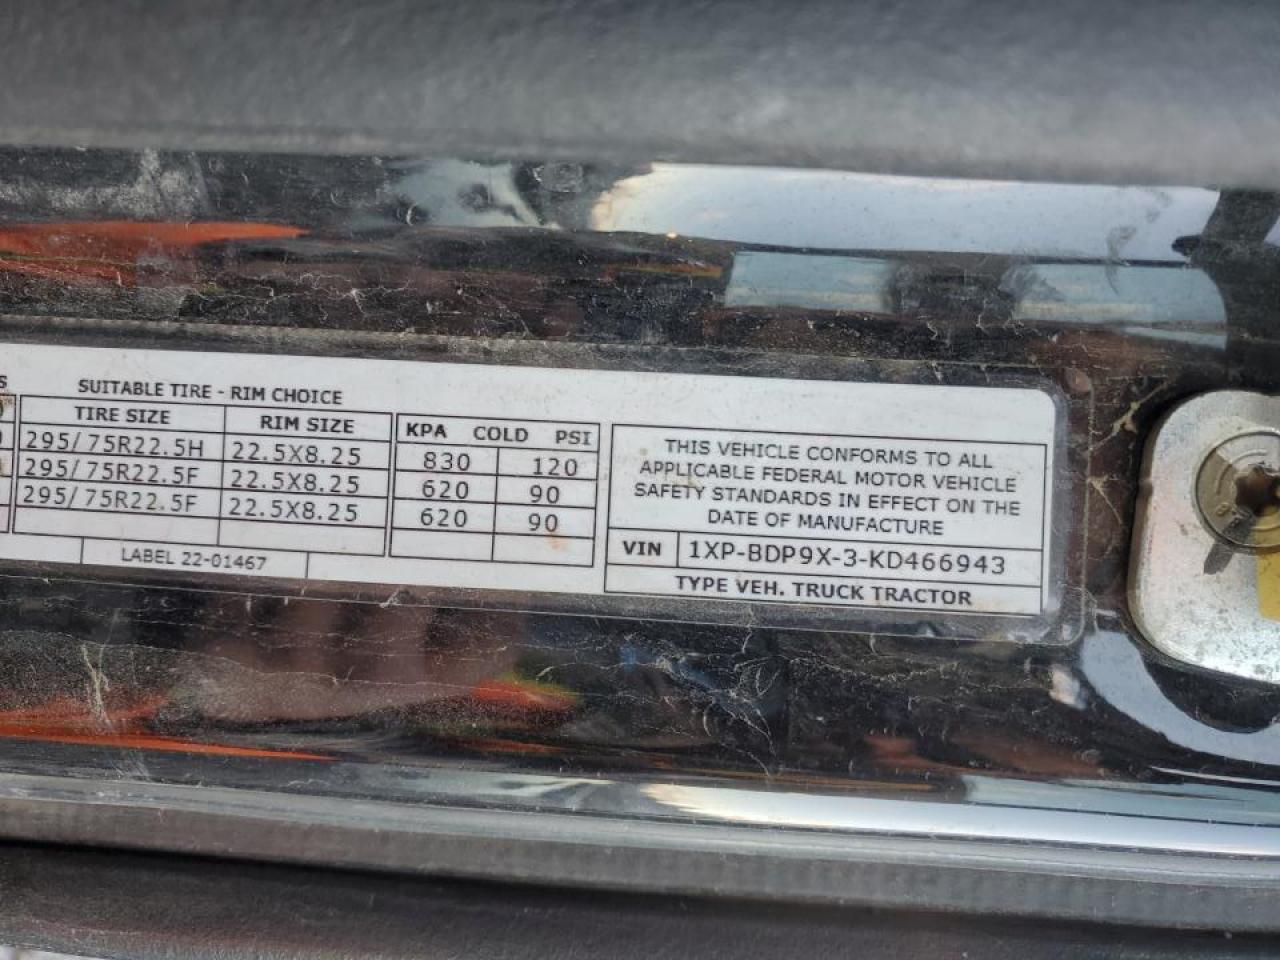 S
SUITABLE TIRE - RIM CHOICE
TIRE SIZE RIM SIZE KPA COLD PSI
295/75R22.5H 22.5X8.25 830 120
295/75R22.5F 22.5X8.25 620 90
295/75R22.5F 22.5X8.25 620 90
LABEL 22-01467
THIS VEHICLE CONFORMS TO ALL
APPLICABLE FEDERAL MOTOR VEHICLE
SAFETY STANDARDS IN EFFECT ON THE
DATE OF MANUFACTURE
VIN 1XP-BDP9X-3-KD466943
TYPE VEH. TRUCK TRACTOR